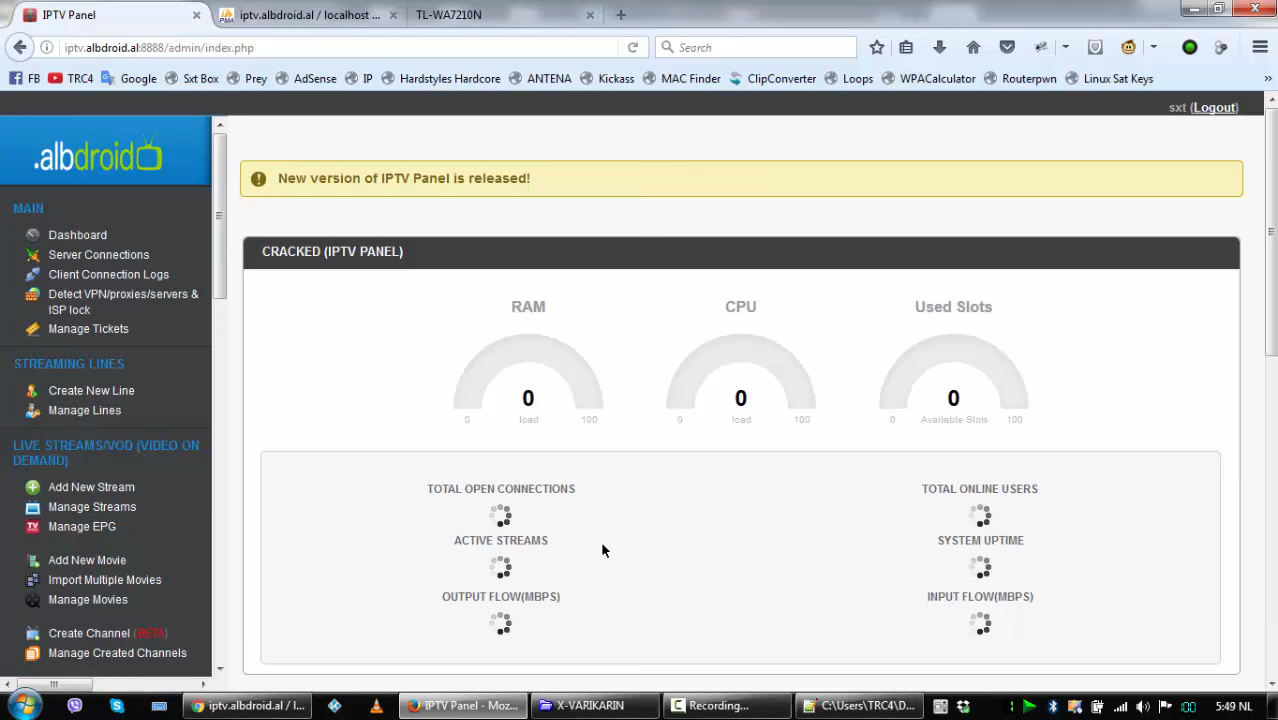 IPTV Panel
iptv.albdroid.al / localhost ...
TL-WA7210N
iptv.albdroid.al:8888/admin/index.php
Search
FB
TRC4
Google
Sxt Box
Prey
AdSense
IP
Hardstyles Hardcore
ANTENA
Kickass
MAC Finder
ClipConverter
Loops
WPACalculator
Routerpwn
Linux Sat Keys
sxt (Logout)
.albdroid
New version of IPTV Panel is released!
MAIN
Dashboard
Server Connections
Client Connection Logs
Detect VPN/proxies/servers &
ISP lock
Manage Tickets
STREAMING LINES
Create New Line
Manage Lines
LIVE STREAMS/VOD (VIDEO ON
DEMAND)
Add New Stream
Manage Streams
Manage EPG
Add New Movie
Import Multiple Movies
Manage Movies
Create Channel (BETA)
Manage Created Channels
CRACKED (IPTV PANEL)
RAM
CPU
Used Slots
0
0
0
0 load 100
0 load 100
0 Available Slots 100
TOTAL OPEN CONNECTIONS
TOTAL ONLINE USERS
ACTIVE STREAMS
SYSTEM UPTIME
OUTPUT FLOW(MBPS)
INPUT FLOW(MBPS)
iptv.albdroid.al / l...
IPTV Panel - Moz...
X-VARIKARIN
Recording...
C:\Users\TRC4\D...
5:49 NL